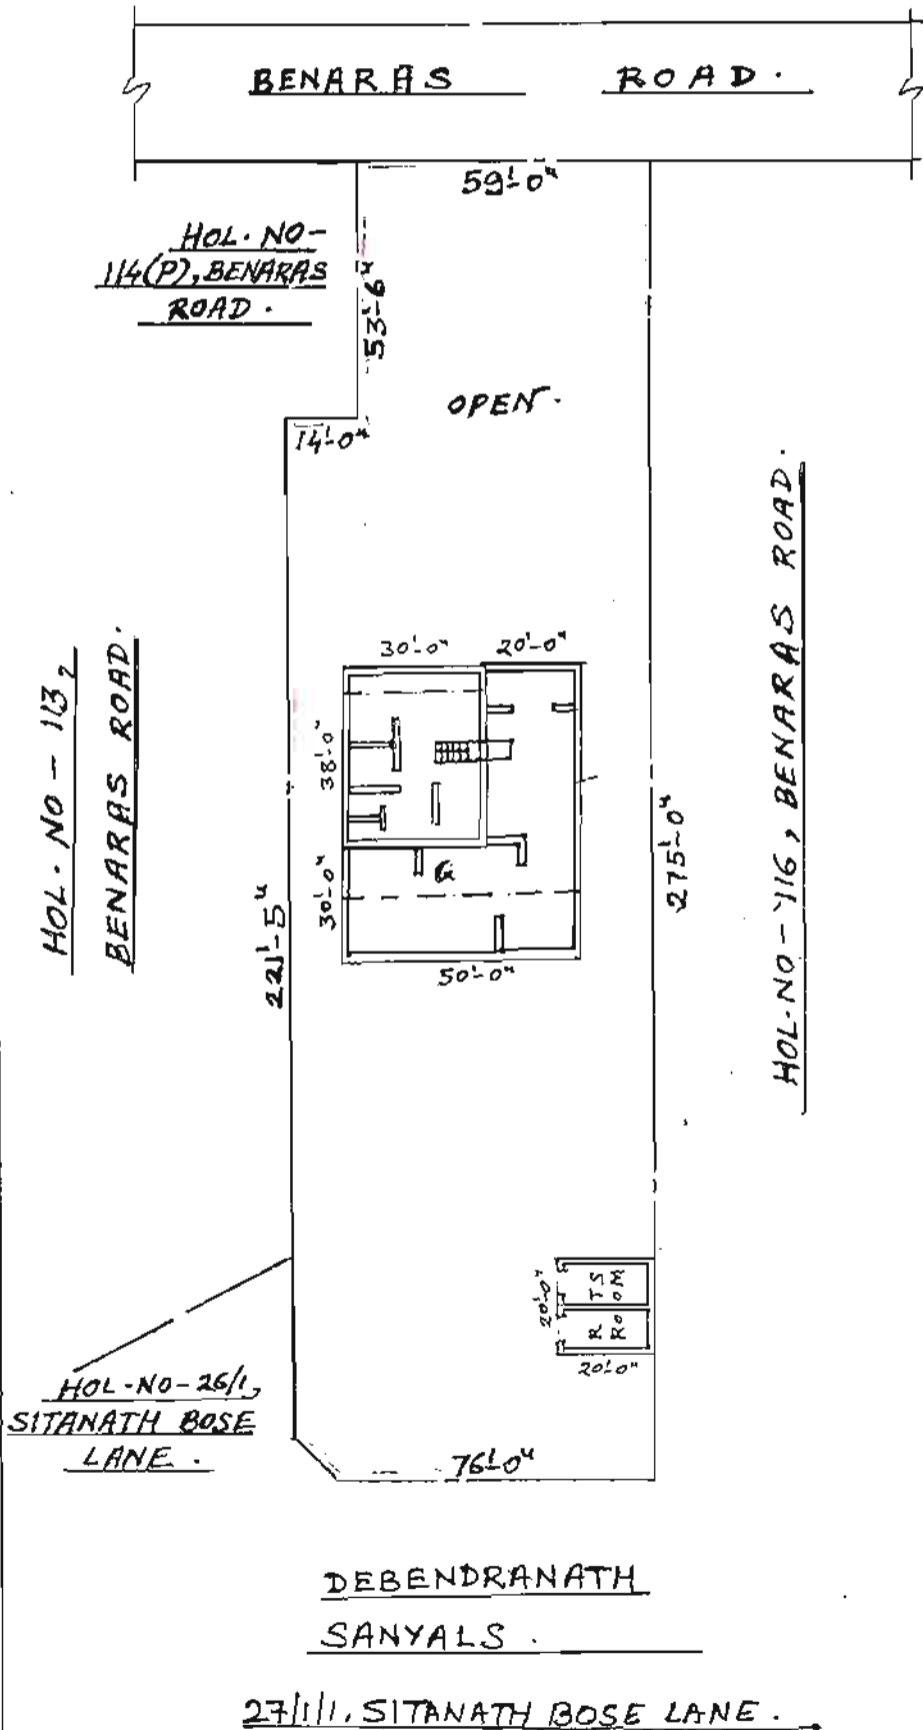 BENARAS ROAD.
59'-0"
HOL. NO-
114(P), BENARAS
ROAD.
53'-6"
OPEN.
14'-0"
HOL. NO - 113,
BENARAS ROAD.
30'-0" 20'-0"
38'-0"
30'-0"
G
50'-0"
221'-5"
275'-0"
HOL. NO - 116, BENARAS ROAD.
20'-0"
T S
O M
R
RO
20'-0"
HOL-NO-26/1,
SITANATH BOSE
LANE.
76'-0"
DEBENDRANATH
SANYALS.
27/1/1. SITANATH BOSE LANE.